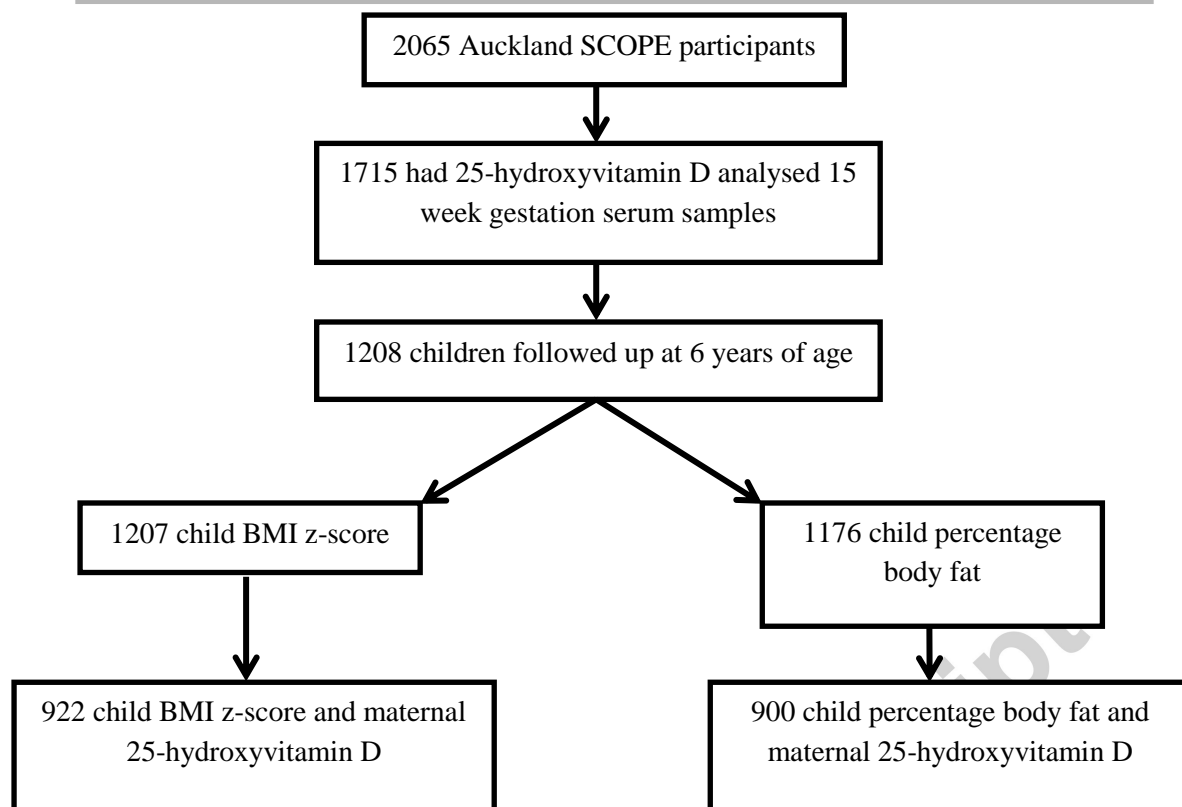 2065 Auckland SCOPE participants
1715 had 25-hydroxyvitamin D analysed 15
week gestation serum samples
1208 children followed up at 6 years of age
1207 child BMI z-score
1176 child percentage
body fat
922 child BMI z-score and maternal
25-hydroxyvitamin D
900 child percentage body fat and
maternal 25-hydroxyvitamin D